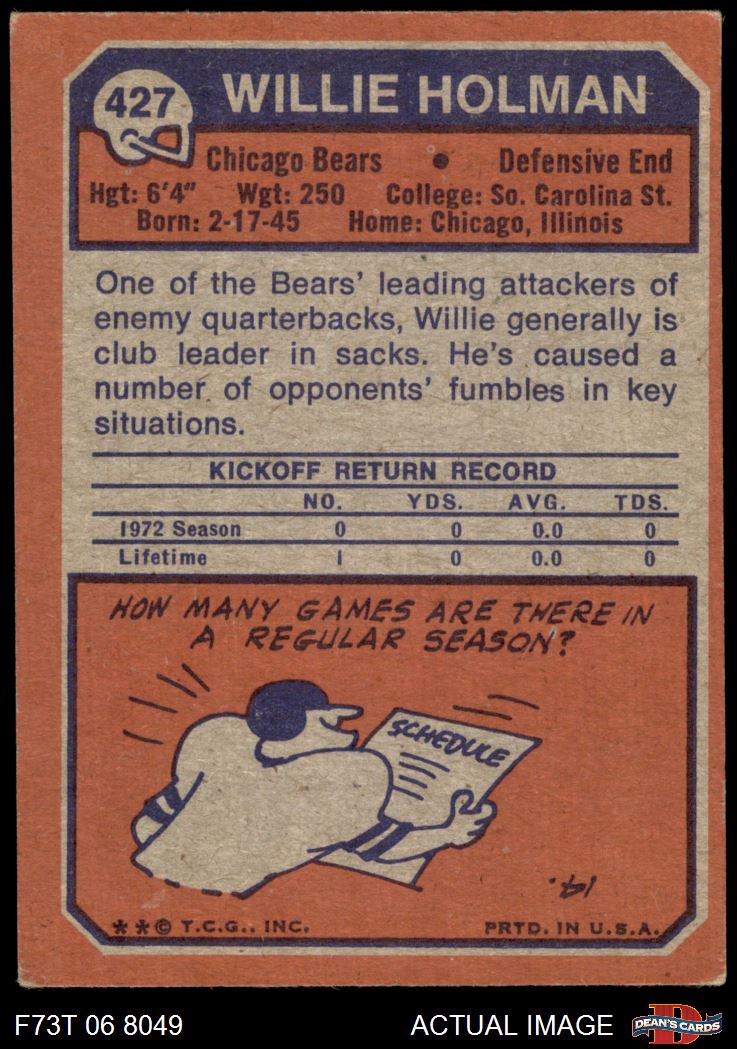 427
WILLIE HOLMAN
Chicago Bears • Defensive End
Hgt: 6'4" Wgt: 250 College: So. Carolina St.
Born: 2-17-45 Home: Chicago, Illinois
One of the Bears' leading attackers of
enemy quarterbacks, Willie generally is
club leader in sacks. He's caused a
number of opponents' fumbles in key
situations.
KICKOFF RETURN RECORD
NO. YDS. AVG. TDS.
1972 Season 0 0 0.0 0
Lifetime 1 0 0.0 0
HOW MANY GAMES ARE THERE IN
A REGULAR SEASON?
SCHEDULE
14.
** © T.C.G., INC. PRTD. IN U.S.A.
F73T 06 8049 ACTUAL IMAGE
D
DEAN'S CARDS